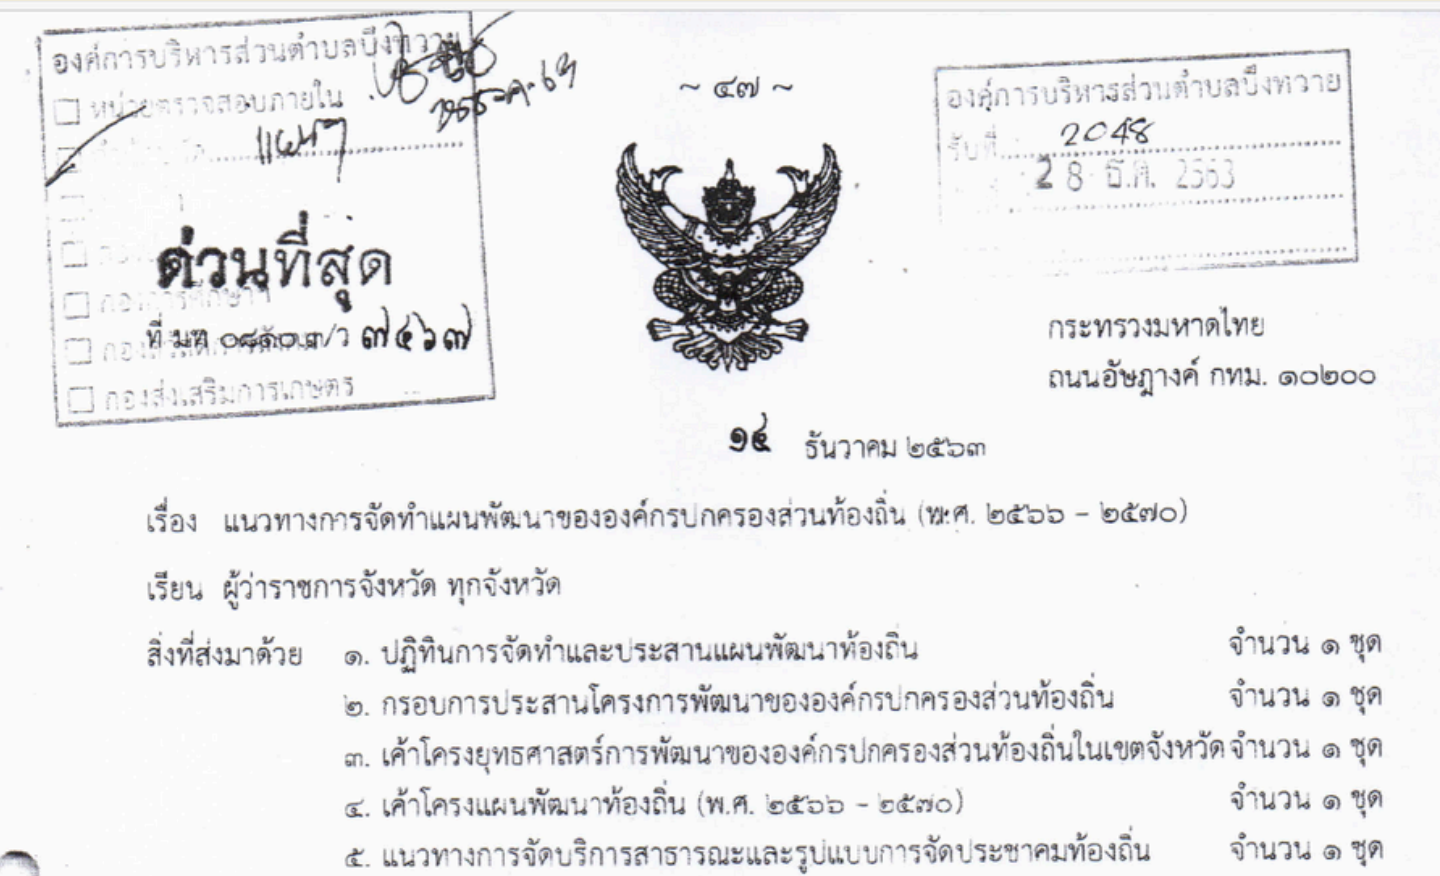 องค์การบริหารส่วนตำบลบึงทวาย
หน่วยตรวจสอบภายใน
แผนฯ
ด่วนที่สุด
กองการศึกษาฯ
ที่ มท ๐๘๑๐.๓/ว ๗๔๖๗
กองส่งเสริมการเกษตร
~ ๔๗ ~
องค์การบริหารส่วนตำบลบึงทวาย
รับที่ 2048
28 ธ.ค. 2563
กระทรวงมหาดไทย
ถนนอัษฎางค์ กทม. ๑๐๒๐๐
๑๔ ธันวาคม ๒๕๖๓
เรื่อง แนวทางการจัดทำแผนพัฒนาขององค์กรปกครองส่วนท้องถิ่น (พ.ศ. ๒๕๖๖ - ๒๕๗๐)
เรียน ผู้ว่าราชการจังหวัด ทุกจังหวัด
สิ่งที่ส่งมาด้วย ๑. ปฏิทินการจัดทำและประสานแผนพัฒนาท้องถิ่น จำนวน ๑ ชุด
๒. กรอบการประสานโครงการพัฒนาขององค์กรปกครองส่วนท้องถิ่น จำนวน ๑ ชุด
๓. เค้าโครงยุทธศาสตร์การพัฒนาขององค์กรปกครองส่วนท้องถิ่นในเขตจังหวัด จำนวน ๑ ชุด
๔. เค้าโครงแผนพัฒนาท้องถิ่น (พ.ศ. ๒๕๖๖ - ๒๕๗๐) จำนวน ๑ ชุด
๕. แนวทางการจัดบริการสาธารณะและรูปแบบการจัดประชาคมท้องถิ่น จำนวน ๑ ชุด